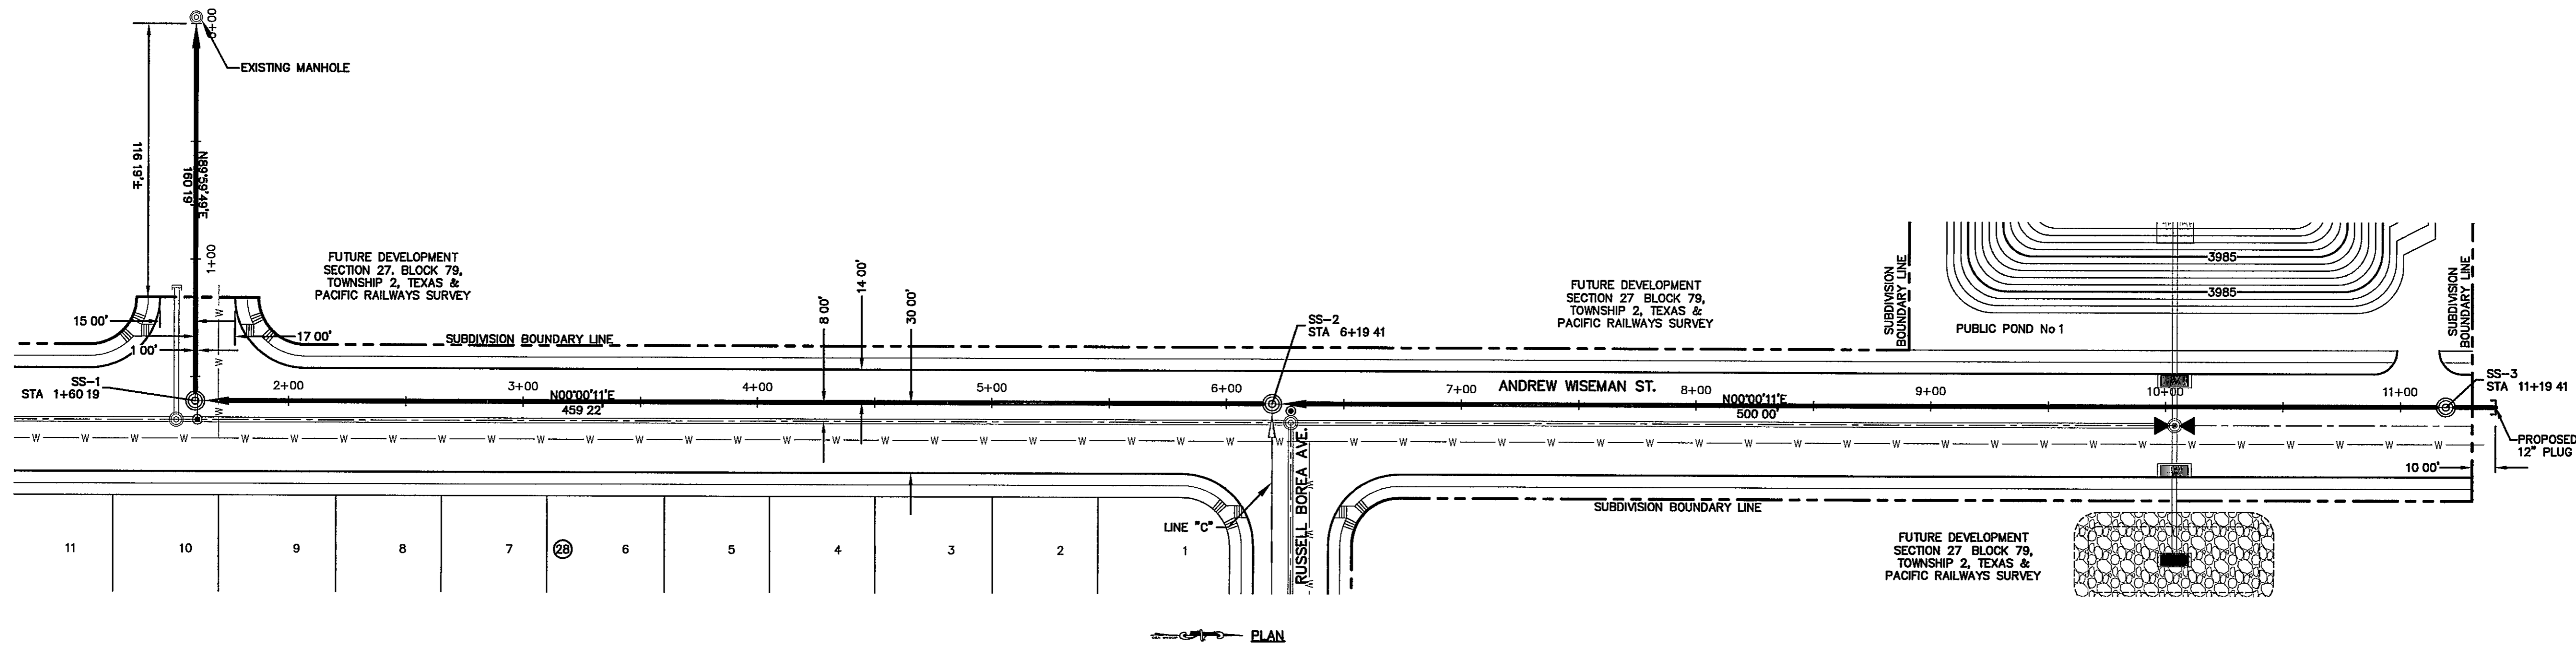 0+00
EXISTING MANHOLE
116 19'±
N89°59'49"E
160 19'
1+00
FUTURE DEVELOPMENT
SECTION 27. BLOCK 79,
TOWNSHIP 2, TEXAS &
PACIFIC RAILWAYS SURVEY
15 00'
17 00'
1 00'
SUBDIVISION BOUNDARY LINE
SS-1
STA 1+60 19
2+00
3+00
4+00
5+00
6+00
7+00
8+00
9+00
10+00
11+00
N00°00'11"E
459 22'
8 00'
14 00'
30 00'
SS-2
STA 6+19 41
FUTURE DEVELOPMENT
SECTION 27 BLOCK 79,
TOWNSHIP 2, TEXAS &
PACIFIC RAILWAYS SURVEY
ANDREW WISEMAN ST.
N00°00'11"E
500 00'
SUBDIVISION
BOUNDARY LINE
3985
3985
PUBLIC POND No 1
SUBDIVISION
BOUNDARY LINE
SS-3
STA 11+19 41
PROPOSED
12" PLUG
10 00'
W W W W W W W W W W W W W W W W W W W W W W W W W W W W W W W W W W W W W W W W W W W W W W W W
LINE "C"
RUSSELL BOREA AVE.
SUBDIVISION BOUNDARY LINE
11
10
9
8
7
28
6
5
4
3
2
1
FUTURE DEVELOPMENT
SECTION 27 BLOCK 79,
TOWNSHIP 2, TEXAS &
PACIFIC RAILWAYS SURVEY
PLAN